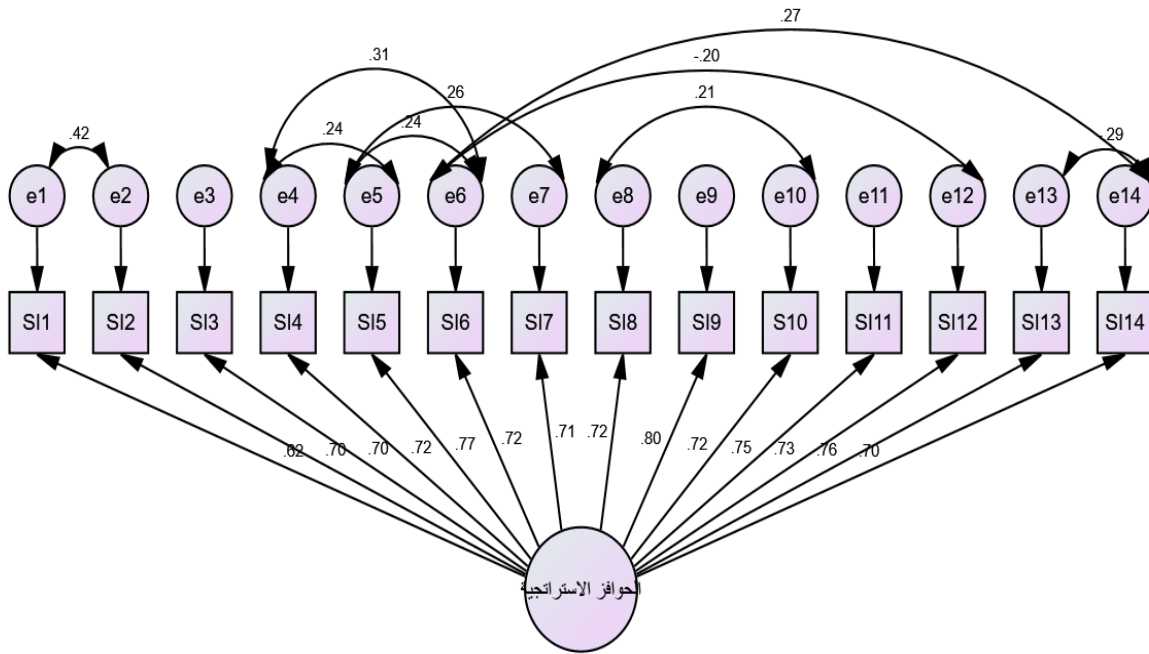 .27
.31
-.20
.26
.21
.42
.24
.24
.29
e1 e2 e3 e4 e5 e6 e7 e8 e9 e10 e11 e12 e13 e14
SI1 SI2 SI3 SI4 SI5 SI6 SI7 SI8 SI9 S10 SI11 SI12 SI13 SI14
.62 .70 .70 .72 .77 .72 .71 .72 .80 .72 .75 .73 .76 .70
الحوافز الاستراتجية